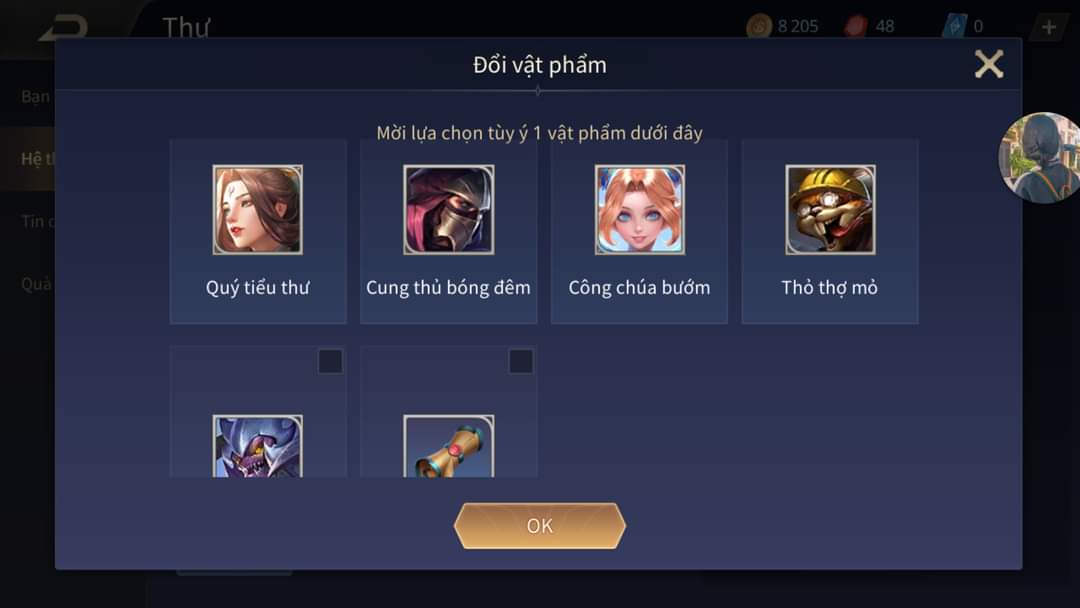 Thư
8 205
48
0
Đổi vật phẩm
Bạn
Mời lựa chọn tùy ý 1 vật phẩm dưới đây
Hệ th
Tin
Quà
Quý tiểu thư
Cung thủ bóng đêm
Công chúa bướm
Thỏ thợ mỏ
OK